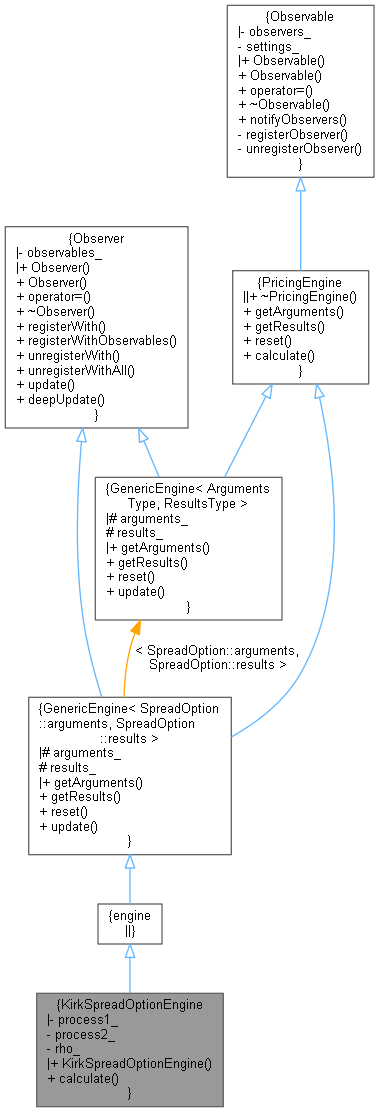 {Observable
|- observers_
- settings_
|+ Observable()
+ Observable()
+ operator=()
+ ~Observable()
+ notifyObservers()
- registerObserver()
- unregisterObserver()
}
{Observer
|- observables_
|+ Observer()
+ Observer()
+ operator=()
+ ~Observer()
+ registerWith()
+ registerWithObservables()
+ unregisterWith()
+ unregisterWithAll()
+ update()
+ deepUpdate()
}
{PricingEngine
||+ ~PricingEngine()
+ getArguments()
+ getResults()
+ reset()
+ calculate()
}
{GenericEngine< Arguments
Type, ResultsType >
|# arguments_
# results_
|+ getArguments()
+ getResults()
+ reset()
+ update()
}
< SpreadOption::arguments,
SpreadOption::results >
{GenericEngine< SpreadOption
::arguments, SpreadOption
::results >
|# arguments_
# results_
|+ getArguments()
+ getResults()
+ reset()
+ update()
}
{engine
||}
{KirkSpreadOptionEngine
|- process1_
- process2_
- rho_
|+ KirkSpreadOptionEngine()
+ calculate()
}